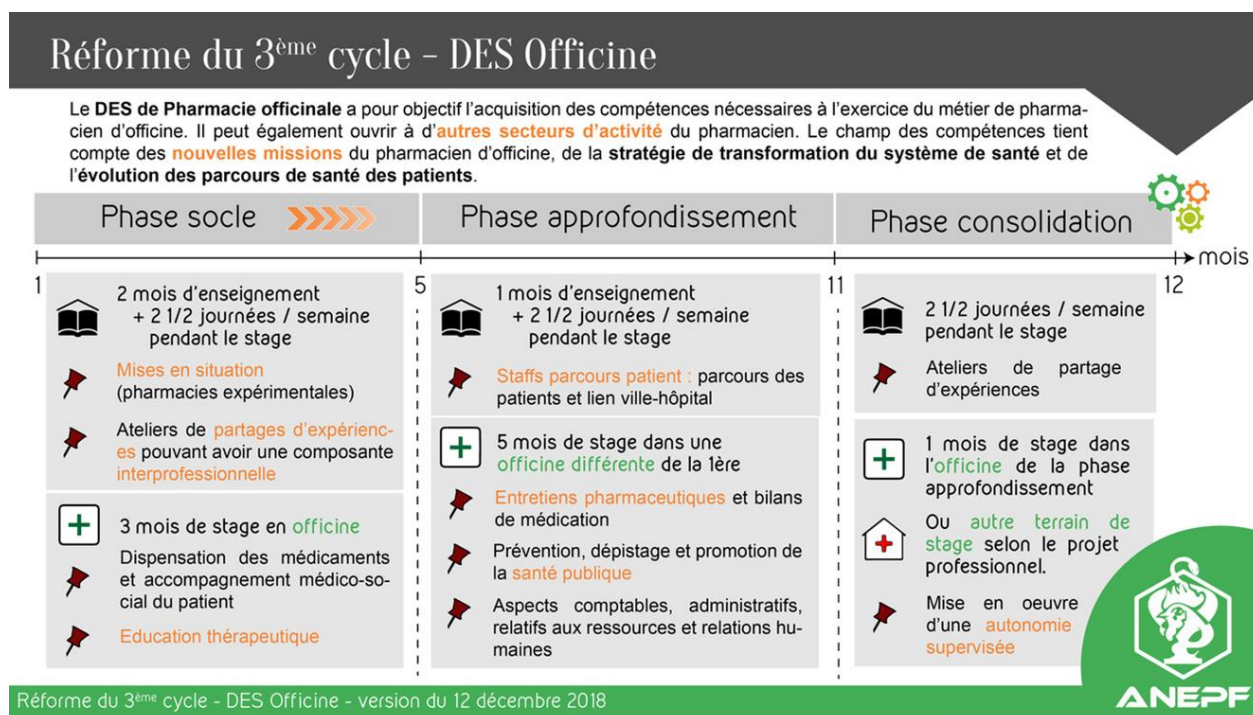 Réforme du 3ème cycle – DES Officine
Le DES de Pharmacie officinale a pour objectif l'acquisition des compétences nécessaires à l'exercice du métier de pharma-
cien d'officine. Il peut également ouvrir à d'autres secteurs d'activité du pharmacien. Le champ des compétences tient
compte des nouvelles missions du pharmacien d'officine, de la stratégie de transformation du système de santé et de
l'évolution des parcours de santé des patients.
Phase socle
Phase approfondissement
Phase consolidation
mois
1
5
11
12
2 mois d'enseignement
+ 2 1/2 journées / semaine
pendant le stage
Mises en situation
(pharmacies expérimentales)
Ateliers de partages d'expérienc-
es pouvant avoir une composante
interprofessionnelle
3 mois de stage en officine
Dispensation des médicaments
et accompagnement médico-so-
cial du patient
Education thérapeutique
1 mois d'enseignement
+ 2 1/2 journées / semaine
pendant le stage
Staffs parcours patient : parcours des
patients et lien ville-hôpital
5 mois de stage dans une
officine différente de la 1ère
Entretiens pharmaceutiques et bilans
de médication
Prévention, dépistage et promotion de
la santé publique
Aspects comptables, administratifs,
relatifs aux ressources et relations hu-
maines
2 1/2 journées / semaine
pendant le stage
Ateliers de partage
d'expériences
1 mois de stage dans
l'officine de la phase
approfondissement
Ou autre terrain de
stage selon le projet
professionnel.
Mise en oeuvre
d'une autonomie
supervisée
ANEPF
Réforme du 3ème cycle - DES Officine - version du 12 décembre 2018